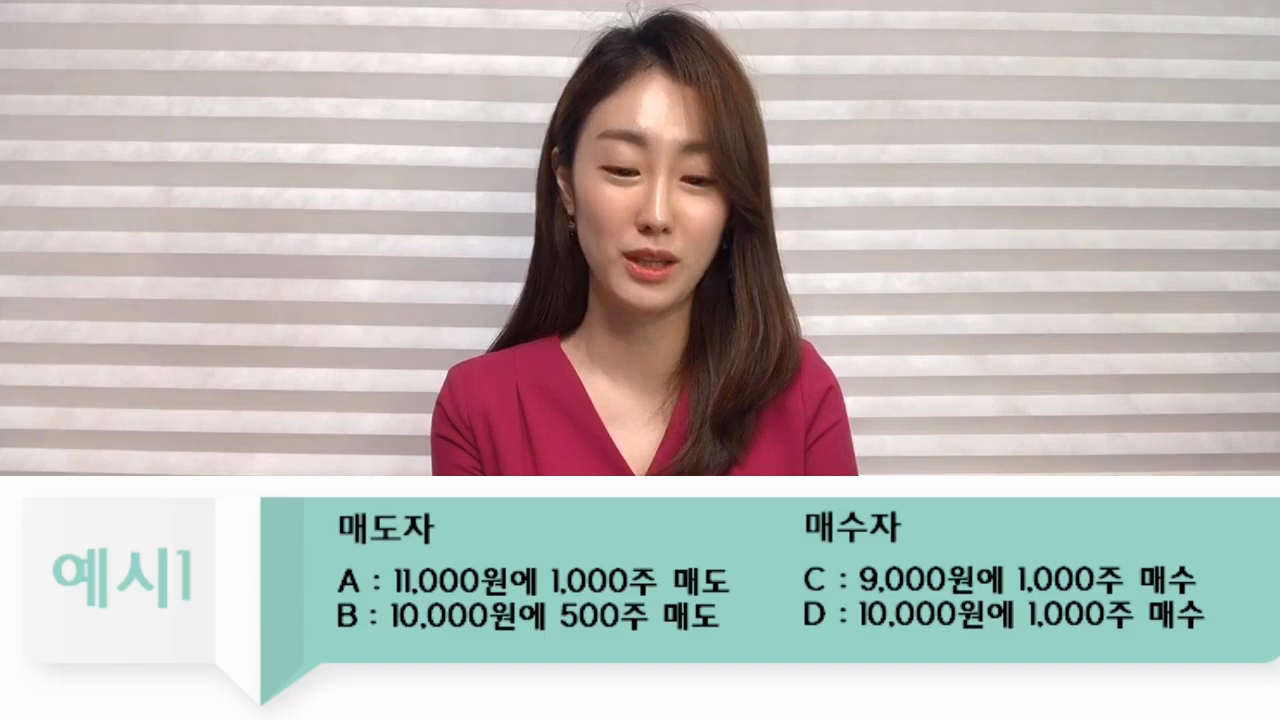 예시1
매도자
A : 11,000원에 1,000주 매도
B : 10,000원에 500주 매도
매수자
C : 9,000원에 1,000주 매수
D : 10,000원에 1,000주 매수